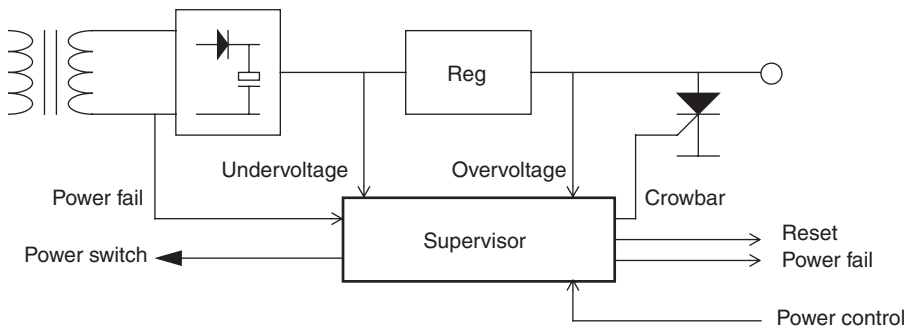 Reg
Undervoltage
Overvoltage
Power fail
Crowbar
Supervisor
Reset
Power switch
Power fail
Power control